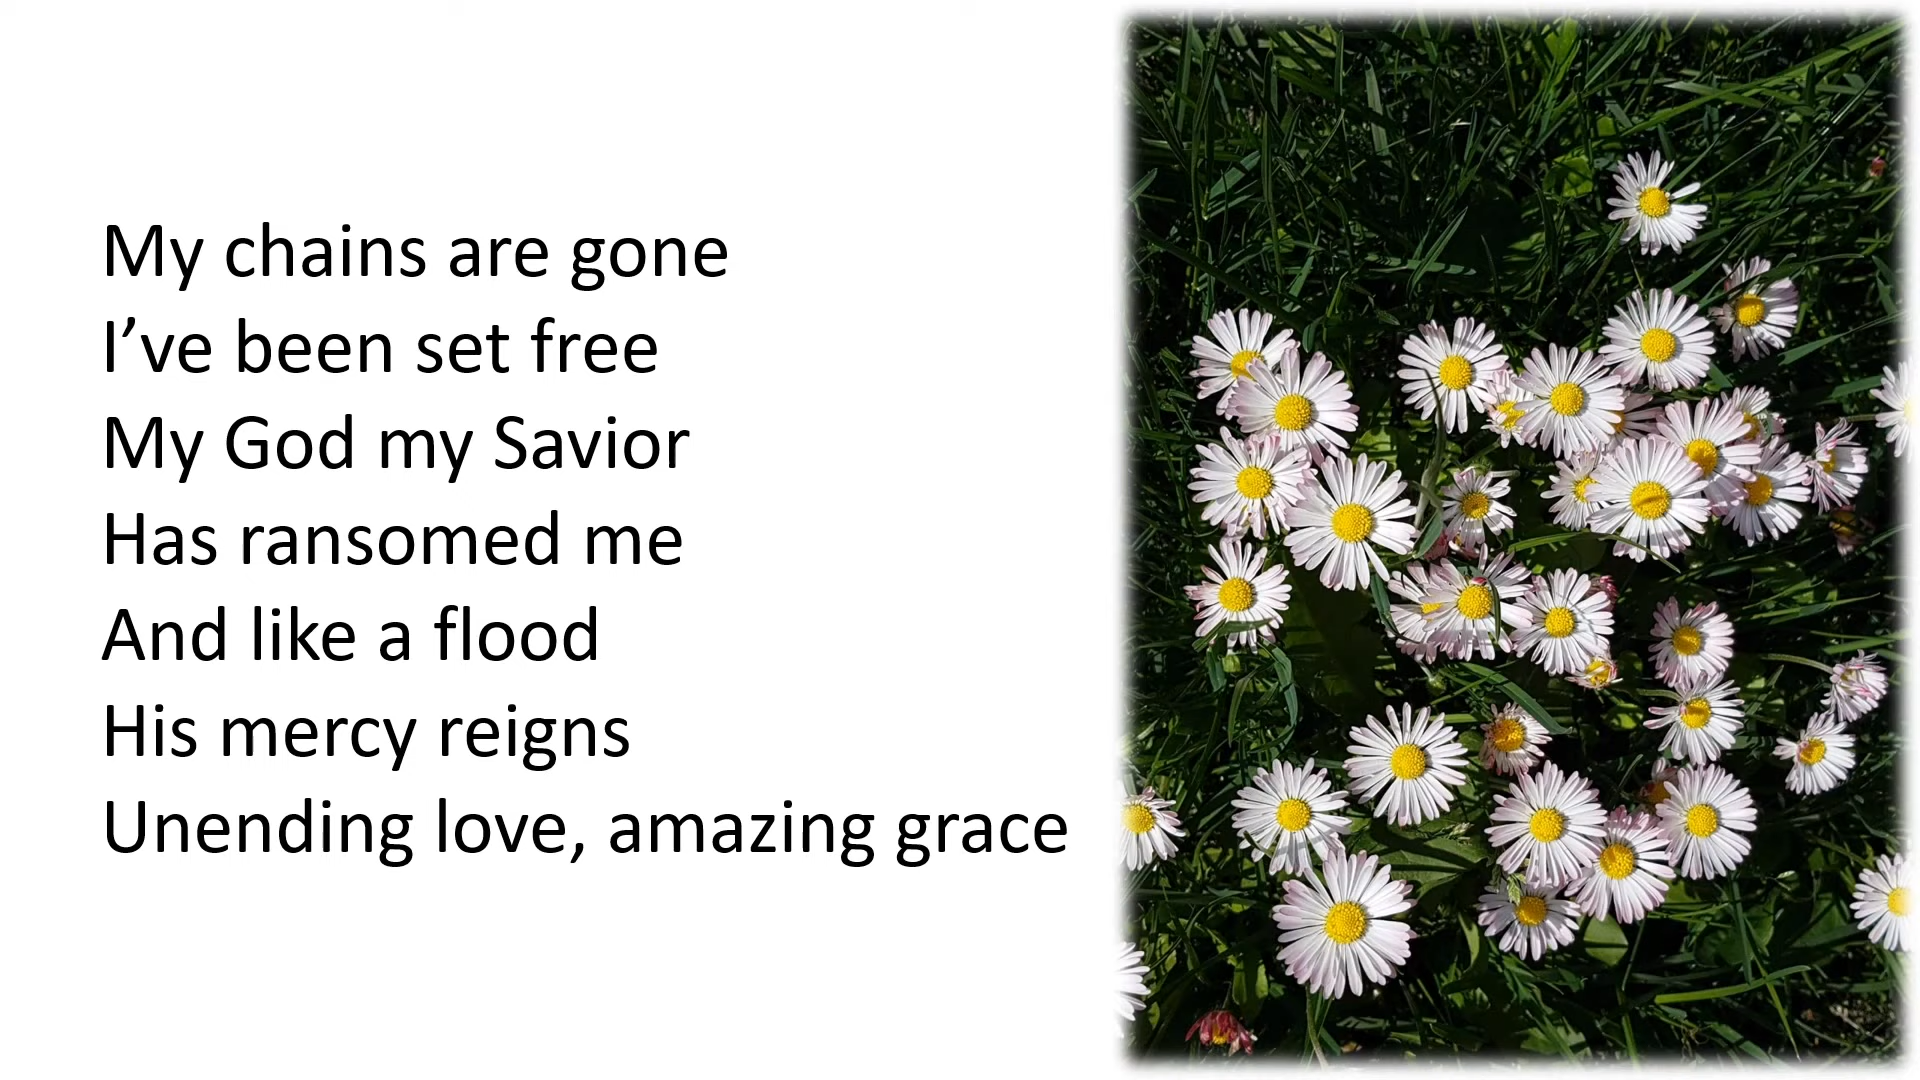 My chains are gone
I’ve been set free
My God my Savior
Has ransomed me
And like a flood
His mercy reigns
Unending love, amazing grace